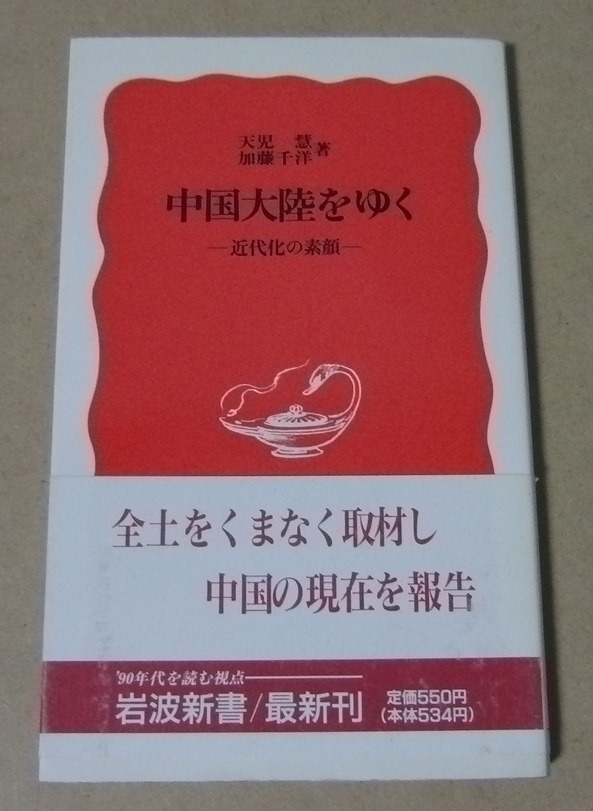 天児 慧
加藤千洋 著
中国大陸をゆく
―近代化の素顔―
全土をくまなく取材し
中国の現在を報告
'90年代を読む視点―
岩波新書/最新刊
定価550円
(本体534円)